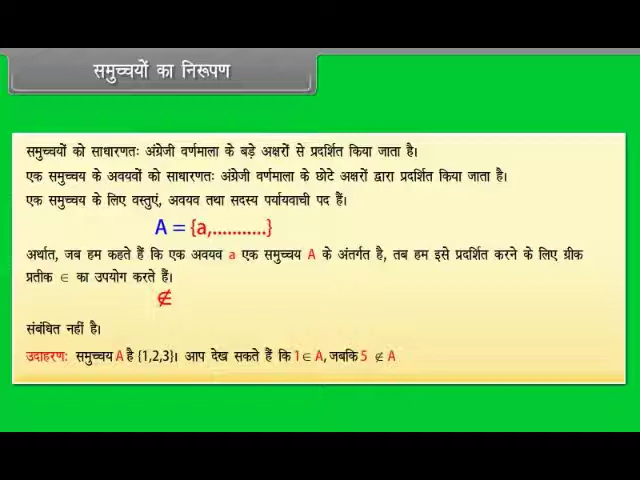 समुच्चयों का निरूपण
समुच्चयों को साधारणतः अंग्रेजी वर्णमाला के बड़े अक्षरों से प्रदर्शित किया जाता है।
एक समुच्चय के अवयवों को साधारणतः अंग्रेजी वर्णमाला के छोटे अक्षरों द्वारा प्रदर्शित किया जाता है।
एक समुच्चय के लिए वस्तुएं, अवयव तथा सदस्य पर्यायवाची पद हैं।
A = {a,...........}
अर्थात, जब हम कहते हैं कि एक अवयव a एक समुच्चय A के अंतर्गत है, तब हम इसे प्रदर्शित करने के लिए ग्रीक
प्रतीक ∈ का उपयोग करते हैं।
∉
संबंधित नहीं है।
उदाहरणः समुच्चय A है {1,2,3}। आप देख सकते हैं कि 1∈ A, जबकि 5 ∉ A